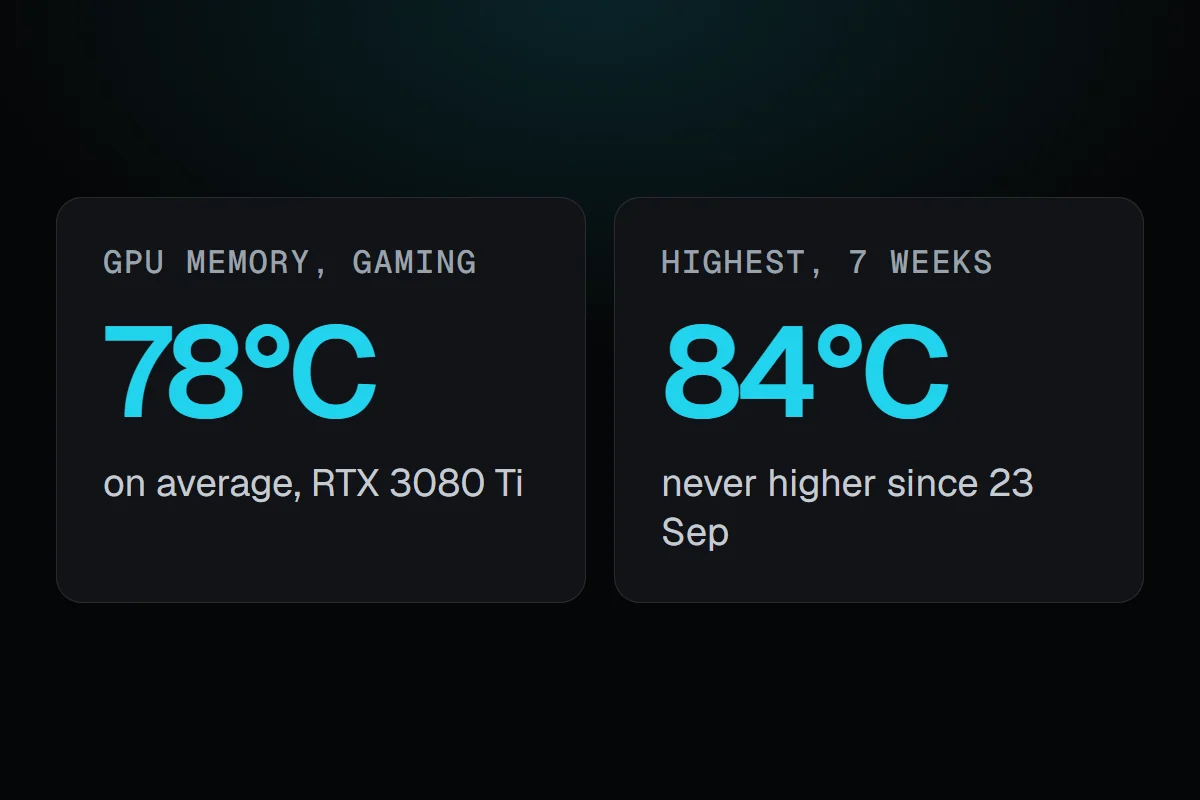 GPU MEMORY, GAMING
78°C
on average, RTX 3080 Ti
HIGHEST, 7 WEEKS
84°C
never higher since 23
Sep